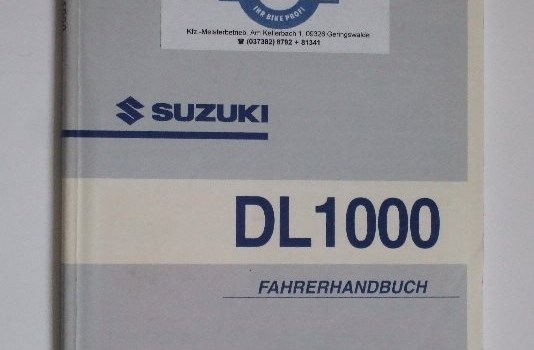 IHR BIKE PROFI
Kfz.-Meisterbetrieb, Am Kellerbach 1, 09326 Geringswalde
☎ (037382) 8792 + 81341
SUZUKI
DL1000
FAHRERHANDBUCH